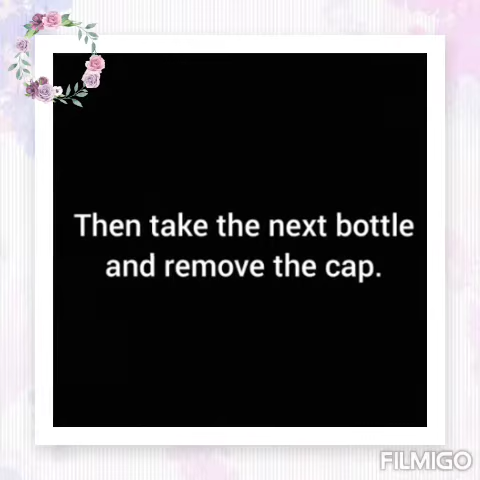 Then take the next bottle
and remove the cap.
FILMIGO